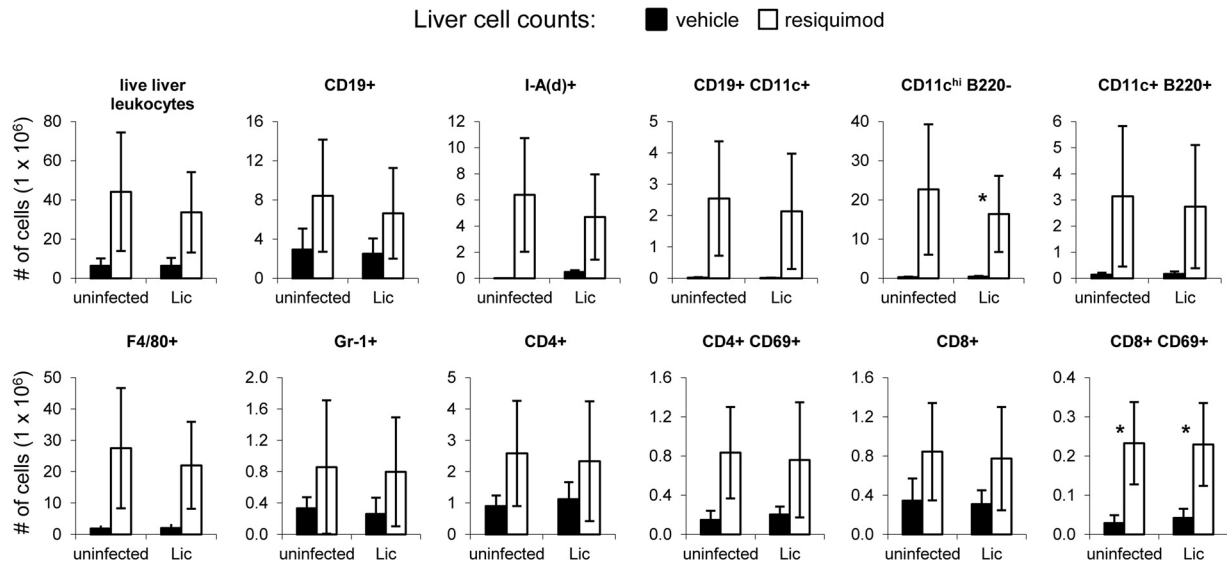 Liver cell counts: vehicle resiquimod
live liver
leukocytes
CD19+
I-A(d)+
CD19+ CD11c+
CD11cʰⁱ B220-
CD11c+ B220+
# of cells (1 x 10⁶)
80
60
40
20
0
uninfected Lic
16
12
8
4
0
uninfected Lic
12
10
8
6
4
2
0
uninfected Lic
5
4
3
2
1
0
uninfected Lic
40
30
20
10
0
*
uninfected Lic
6
5
4
3
2
1
0
uninfected Lic
F4/80+
Gr-1+
CD4+
CD4+ CD69+
CD8+
CD8+ CD69+
# of cells (1 x 10⁶)
50
40
30
20
10
0
uninfected Lic
2.0
1.6
1.2
0.8
0.4
0.0
uninfected Lic
5
4
3
2
1
0
uninfected Lic
1.6
1.2
0.8
0.4
0.0
uninfected Lic
1.6
1.2
0.8
0.4
0.0
uninfected Lic
0.4
0.3
0.2
0.1
0.0
* *
uninfected Lic